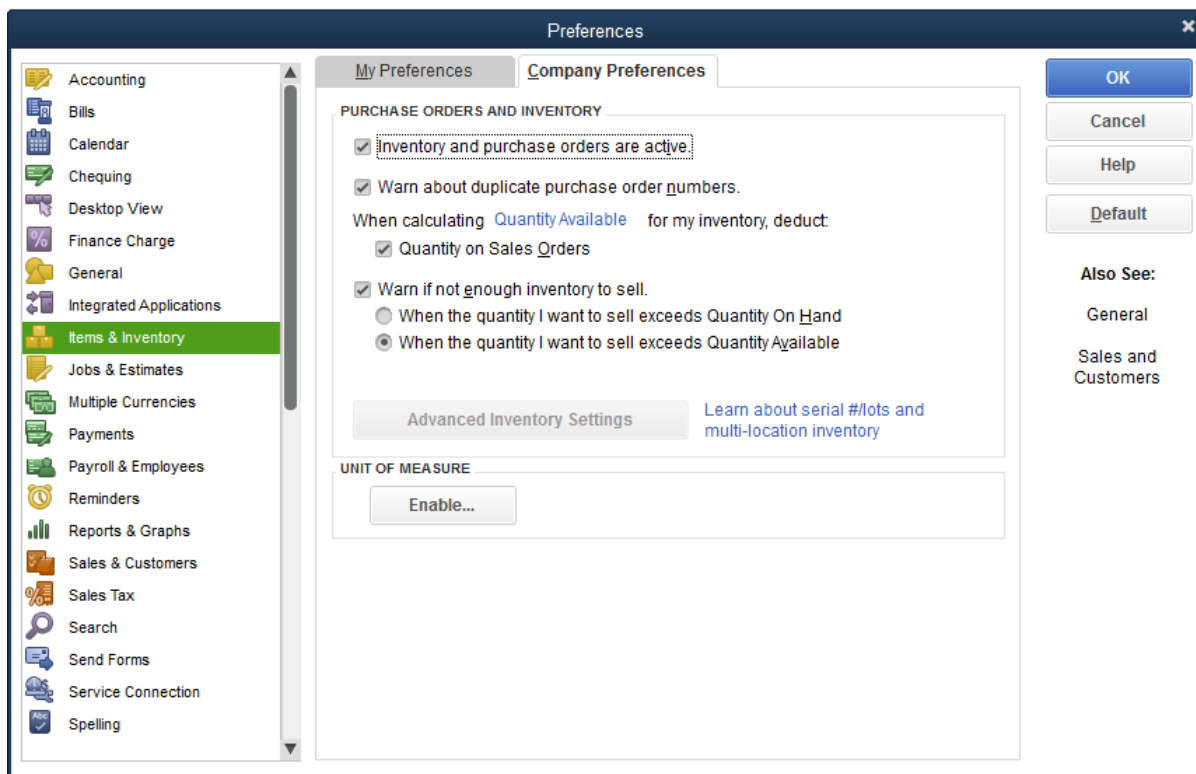 Preferences
Accounting
Bills
Calendar
Chequing
Desktop View
Finance Charge
General
Integrated Applications
Items & Inventory
Jobs & Estimates
Multiple Currencies
Payments
Payroll & Employees
Reminders
Reports & Graphs
Sales & Customers
Sales Tax
Search
Send Forms
Service Connection
Abc
Spelling
My Preferences
Company Preferences
PURCHASE ORDERS AND INVENTORY
Inventory and purchase orders are active.
Warn about duplicate purchase order numbers.
When calculating Quantity Available for my inventory, deduct:
Quantity on Sales Orders
Warn if not enough inventory to sell.
When the quantity I want to sell exceeds Quantity On Hand
When the quantity I want to sell exceeds Quantity Available
Advanced Inventory Settings
Learn about serial #/lots and
multi-location inventory
UNIT OF MEASURE
Enable...
OK
Cancel
Help
Default
Also See:
General
Sales and
Customers